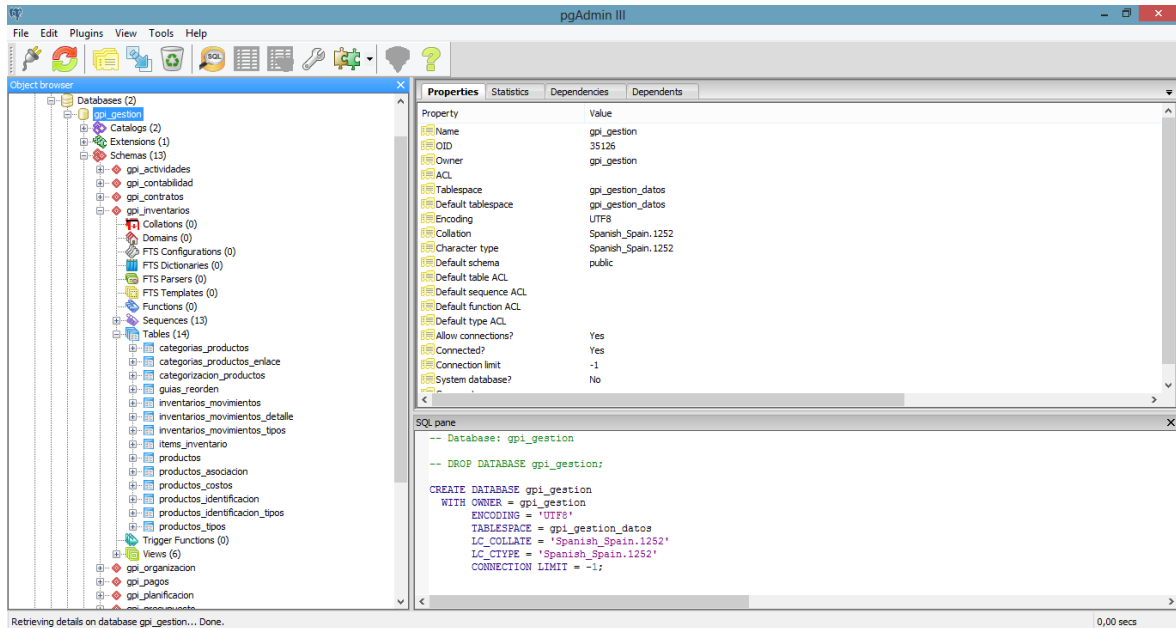 pgAdmin III
File Edit Plugins View Tools Help
SQL
Object browser
Databases (2)
gpi_gestion
Catalogs (2)
Extensions (1)
Schemas (13)
gpi_actividades
gpi_contabilidad
gpi_contratos
gpi_inventarios
Collations (0)
Domains (0)
FTS Configurations (0)
FTS Dictionaries (0)
FTS Parsers (0)
FTS Templates (0)
Functions (0)
Sequences (13)
Tables (14)
categorias_productos
categorias_productos_enlace
categorizacion_productos
guias_reorden
inventarios_movimientos
inventarios_movimientos_detalle
inventarios_movimientos_tipos
items_inventario
productos
productos_asociacion
productos_costos
productos_identificacion
productos_identificacion_tipos
productos_tipos
Trigger Functions (0)
Views (6)
gpi_organizacion
gpi_pagos
gpi_planificacion
Properties Statistics Dependencies Dependents
Property Value
Name gpi_gestion
OID 35126
Owner gpi_gestion
ACL
Tablespace gpi_gestion_datos
Default tablespace gpi_gestion_datos
Encoding UTF8
Collation Spanish_Spain.1252
Character type Spanish_Spain.1252
Default schema public
Default table ACL
Default sequence ACL
Default function ACL
Default type ACL
Allow connections? Yes
Connected? Yes
Connection limit -1
System database? No
SQL pane
-- Database: gpi_gestion
-- DROP DATABASE gpi_gestion;
CREATE DATABASE gpi_gestion
WITH OWNER = gpi_gestion
ENCODING = 'UTF8'
TABLESPACE = gpi_gestion_datos
LC_COLLATE = 'Spanish_Spain.1252'
LC_CTYPE = 'Spanish_Spain.1252'
CONNECTION LIMIT = -1;
Retrieving details on database gpi_gestion... Done. 0,00 secs